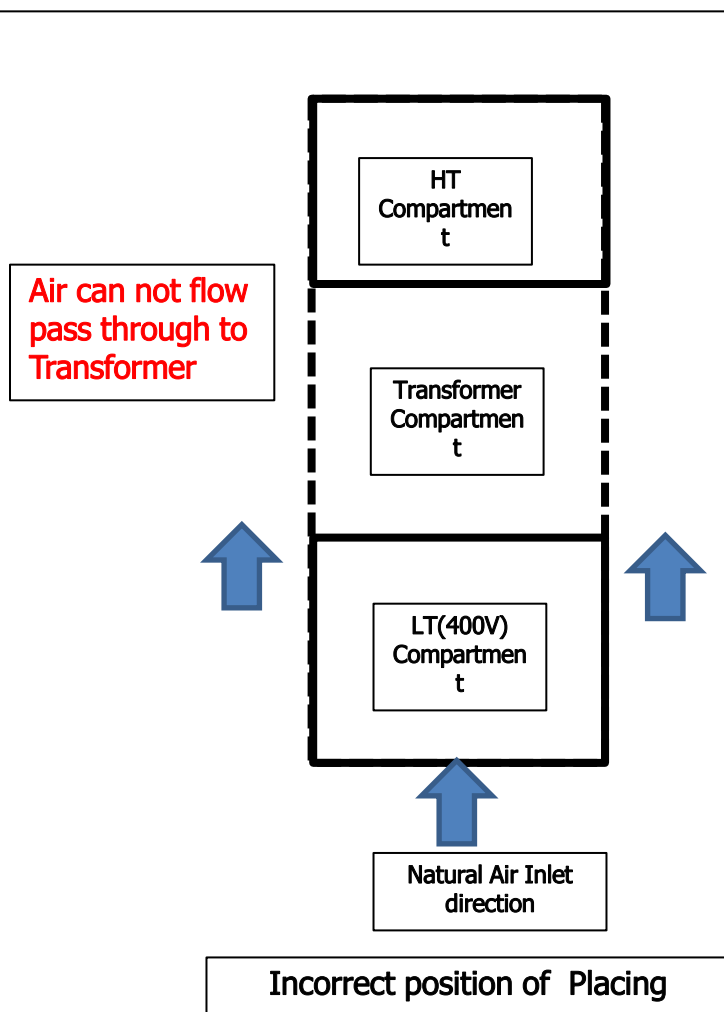 HT
Compartmen
t
Air can not flow
pass through to
Transformer
Transformer
Compartmen
t
LT(400V)
Compartmen
t
Natural Air Inlet
direction
Incorrect position of Placing